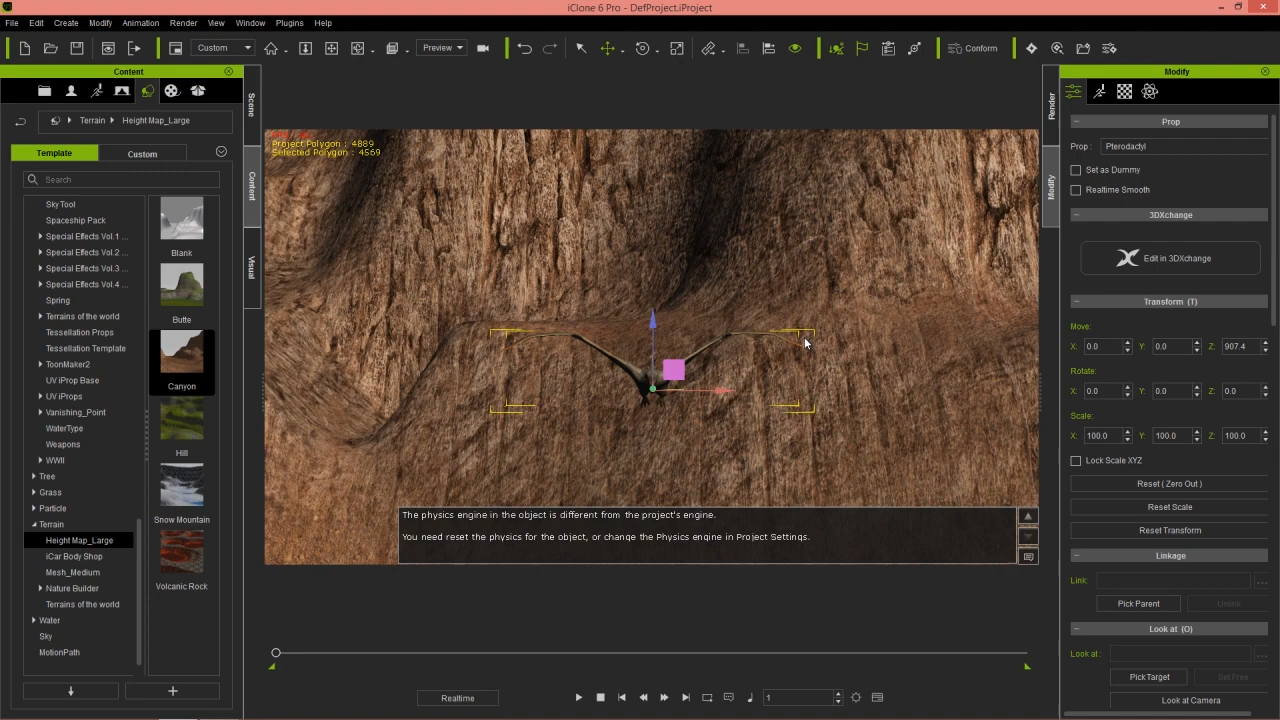 iClone 6 Pro - DefProject.iProject
File Edit Create Modify Animation Render View Window Plugins Help
Custom
Preview
Conform
Content
Terrain Height Map_Large
Template Custom
Search
Sky Tool
Spaceship Pack
Special Effects Vol.1 ...
Special Effects Vol.2 ...
Special Effects Vol.3 ...
Special Effects Vol.4 ...
Spring
Terrains of the world
Tessellation Props
Tessellation Template
ToonMaker2
UV iProp Base
UV iProps
Vanishing_Point
WaterType
Weapons
WWII
Tree
Grass
Particle
Terrain
Height Map_Large
iCar Body Shop
Mesh_Medium
Nature Builder
Terrains of the world
Water
Sky
MotionPath
Blank
Butte
Canyon
Hill
Snow Mountain
Volcanic Rock
Scene
Content
Visual
Project Polygon : 4889
Selected Polygon : 4569
The physics engine in the object is different from the project's engine.
You need reset the physics for the object, or change the Physics engine in Project Settings.
Realtime
1
Render
Modify
Modify
Prop
Prop : Pterodactyl
Set as Dummy
Realtime Smooth
3DXchange
Edit in 3DXchange
Transform (T)
Move:
X: 0.0 Y: 0.0 Z: 907.4
Rotate:
X: 0.0 Y: 0.0 Z: 0.0
Scale:
X: 100.0 Y: 100.0 Z: 100.0
Lock Scale XYZ
Reset ( Zero Out )
Reset Scale
Reset Transform
Linkage
Link:
...
Pick Parent Unlink
Look at (O)
Look at :
...
Pick Target Set Free
Look at Camera